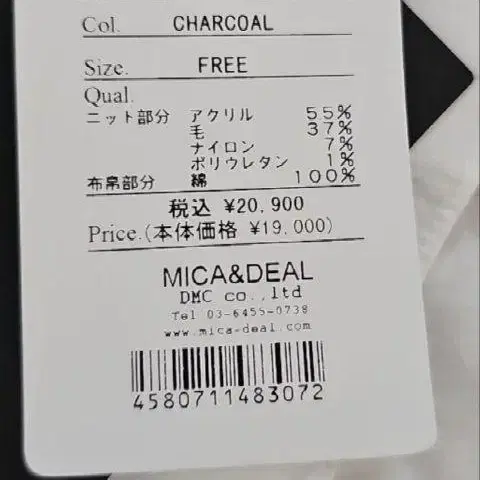 Col. CHARCOAL
Size. FREE
Qual.
ニット部分 アクリル 55%
毛 37%
ナイロン 7%
ポリウレタン 1%
布帛部分 綿 100%
税込 ¥20,900
Price.(本体価格 ¥19,000)
MICA&DEAL
DMC co.,ltd
Tel 03-6455-0738
www.mica-deal.com
4580711483072